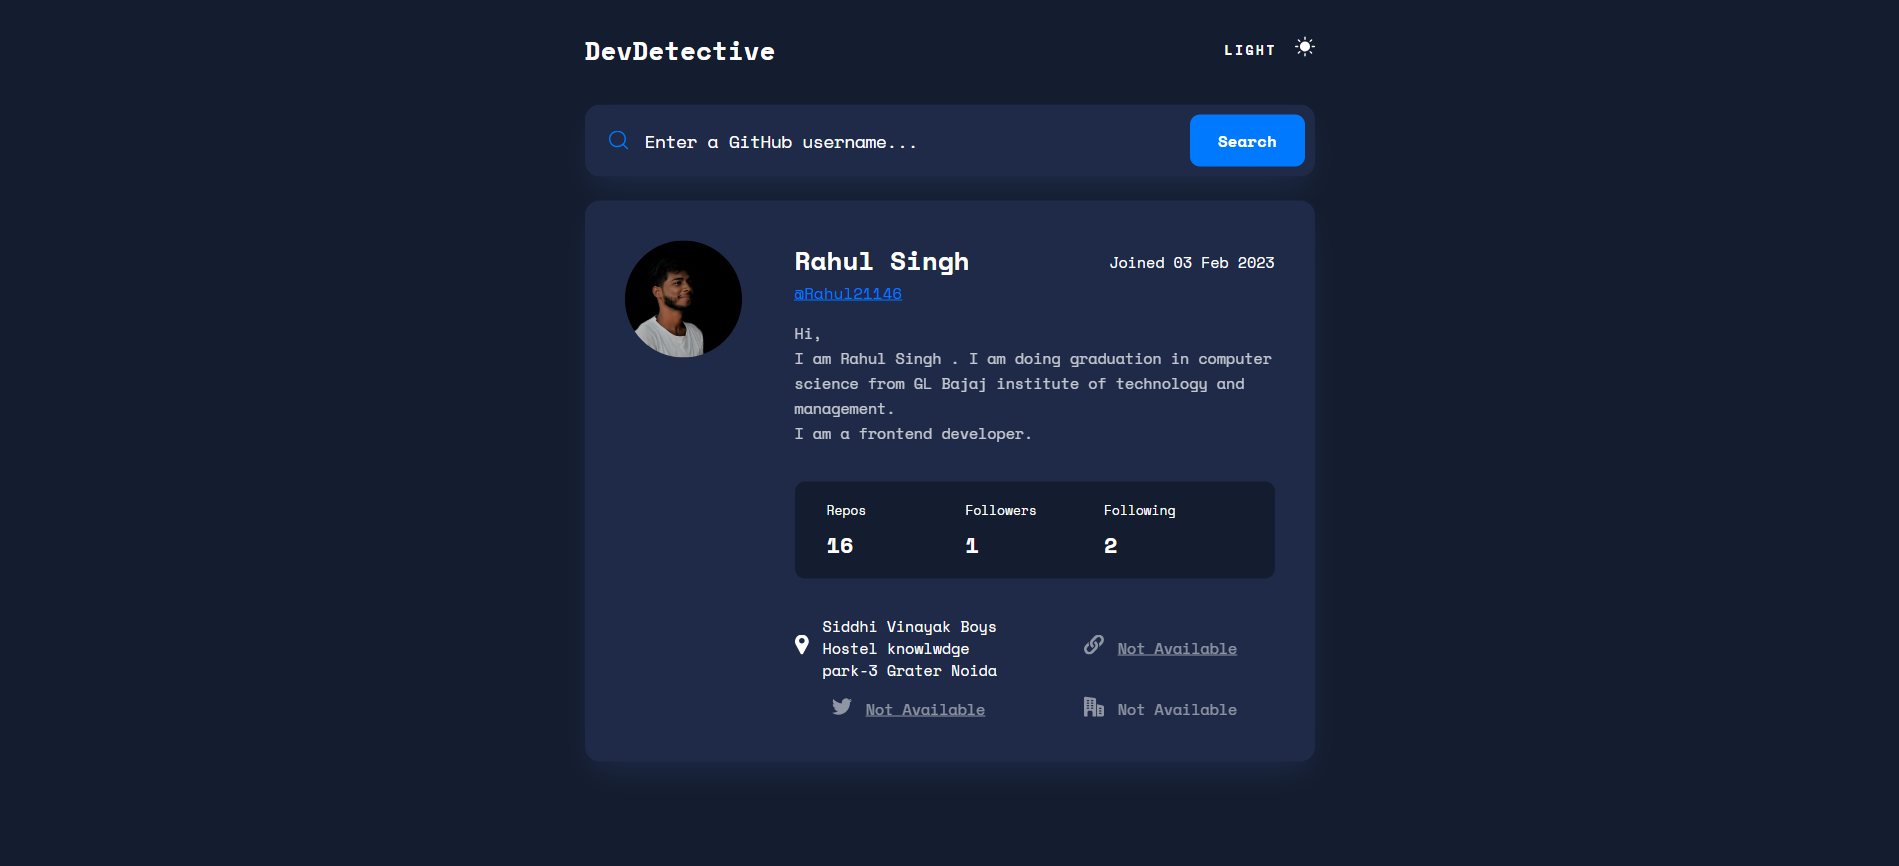 DevDetective
LIGHT
Enter a GitHub username...
Search
Rahul Singh
Joined 03 Feb 2023
@Rahul21146
Hi,
I am Rahul Singh . I am doing graduation in computer
science from GL Bajaj institute of technology and
management.
I am a frontend developer.
Repos
Followers
Following
16
1
2
Siddhi Vinayak Boys
Hostel knowlwdge
park-3 Grater Noida
Not Available
Not Available
Not Available